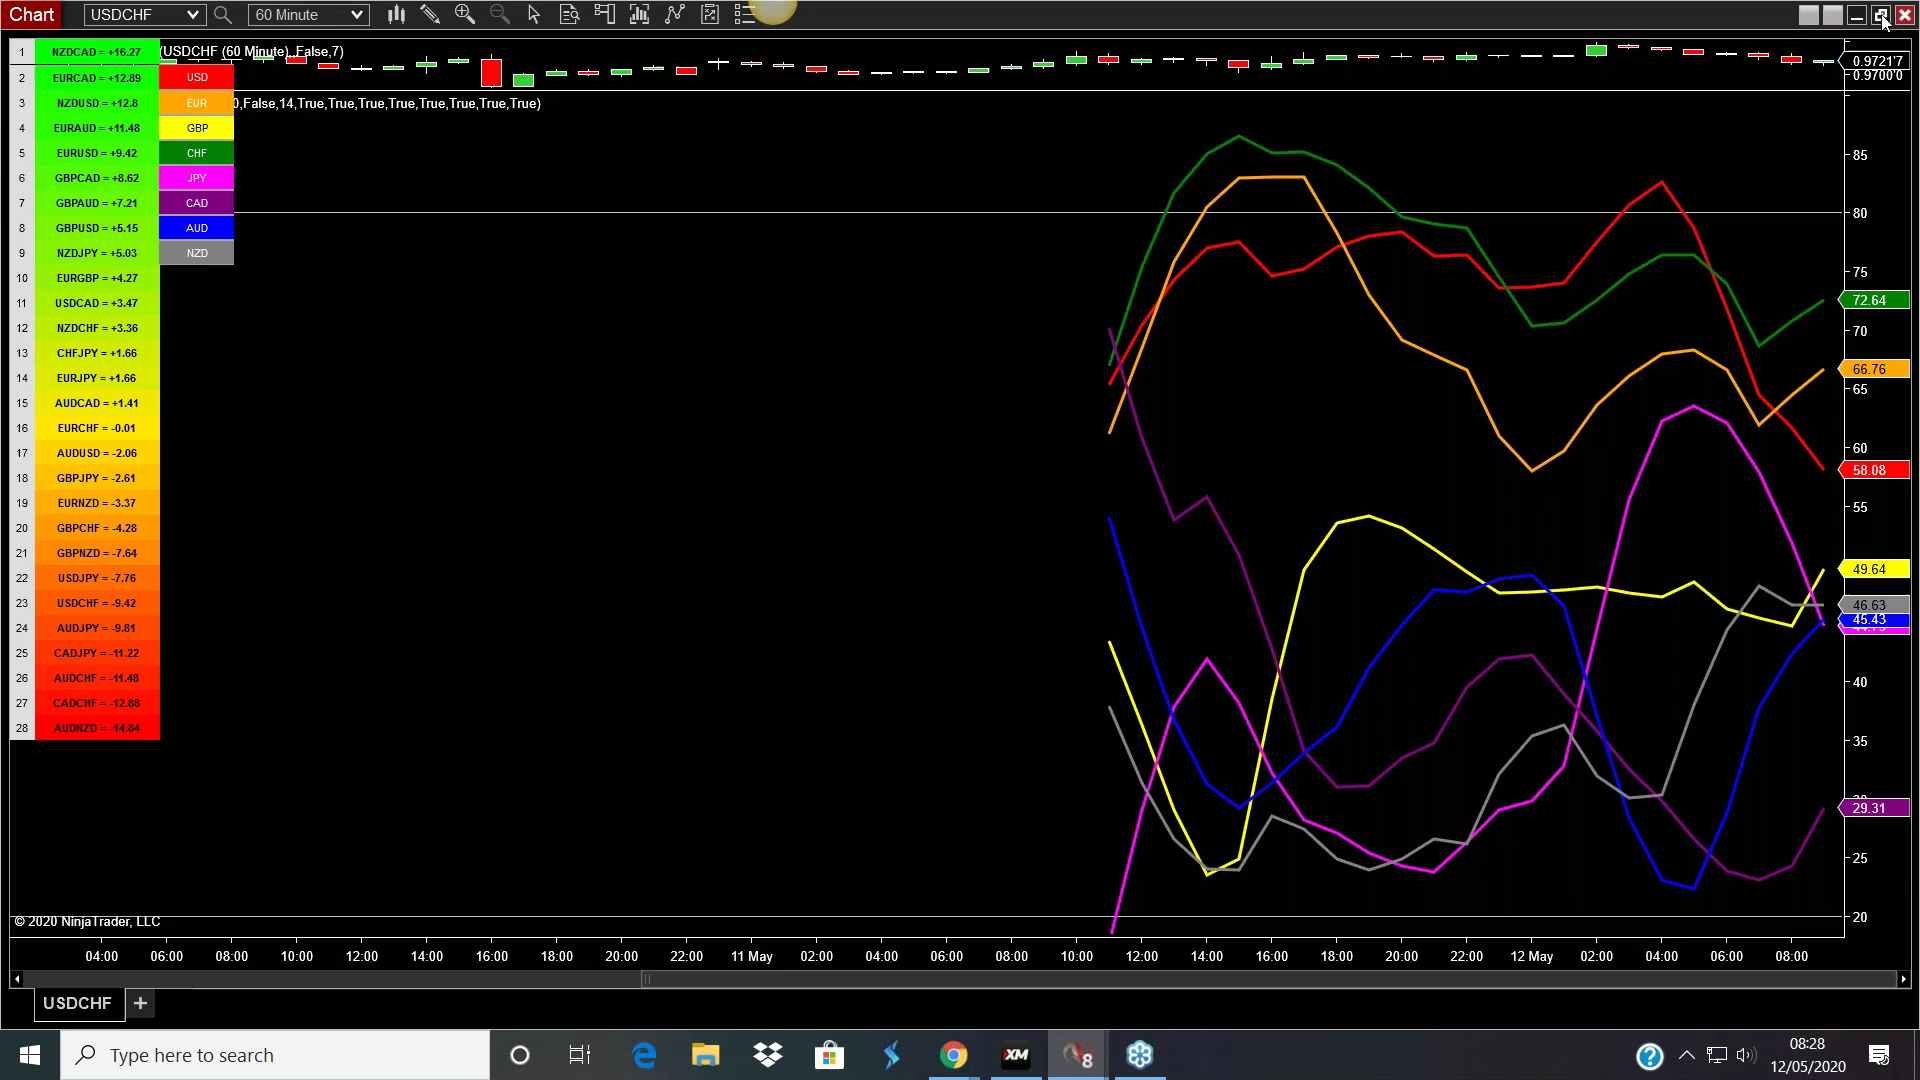 Chart USDCHF 60 Minute
1 NZDCAD = +16.27 (USDCHF (60 Minute),,False,7)
0.9721'7
0.9700'0
2 EURCAD = +12.89 USD
3 NZDUSD = +12.8 EUR 0,False,14,True,True,True,True,True,True,True,True)
4 EURAUD = +11.48 GBP
5 EURUSD = +9.42 CHF
6 GBPCAD = +8.62 JPY
7 GBPAUD = +7.21 CAD
8 GBPUSD = +5.15 AUD
9 NZDJPY = +5.03 NZD
10 EURGBP = +4.27
11 USDCAD = +3.47
12 NZDCHF = +3.36
13 CHFJPY = +1.66
14 EURJPY = +1.66
15 AUDCAD = +1.41
16 EURCHF = -0.01
17 AUDUSD = -2.06
18 GBPJPY = -2.61
19 EURNZD = -3.37
20 GBPCHF = -4.28
21 GBPNZD = -7.64
22 USDJPY = -7.76
23 USDCHF = -9.42
24 AUDJPY = -9.81
25 CADJPY = -11.22
26 AUDCHF = -11.48
27 CADCHF = -12.88
28 AUDNZD = -14.84
85
80
75
72.64
70
66.76
65
60
58.08
55
49.64
46.63
45.43
40
35
29.31
25
20
© 2020 NinjaTrader, LLC
04:00 06:00 08:00 10:00 12:00 14:00 16:00 18:00 20:00 22:00 11 May 02:00 04:00 06:00 08:00 10:00 12:00 14:00 16:00 18:00 20:00 22:00 12 May 02:00 04:00 06:00 08:00
USDCHF +
Type here to search
XM
8
08:28
12/05/2020